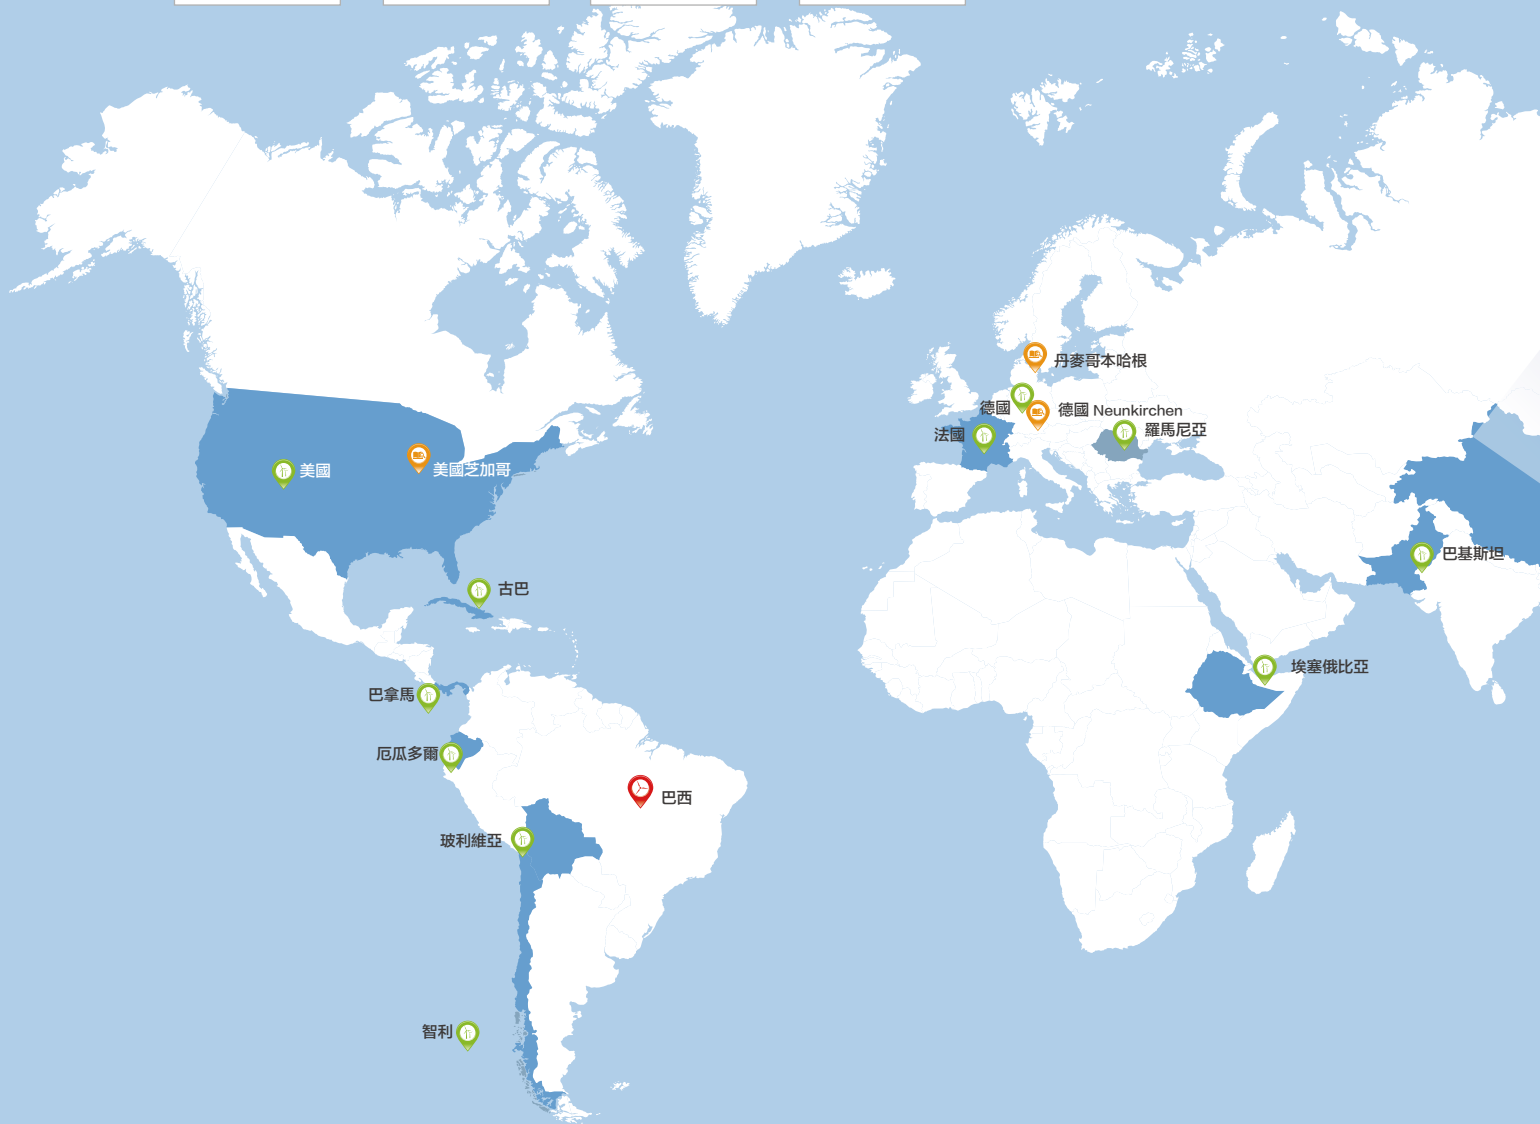 丹麥哥本哈根
德國
德國 Neunkirchen
羅馬尼亞
法國
美國
美國芝加哥
巴基斯坦
古巴
埃塞俄比亞
巴拿馬
厄瓜多爾
巴西
玻利維亞
智利